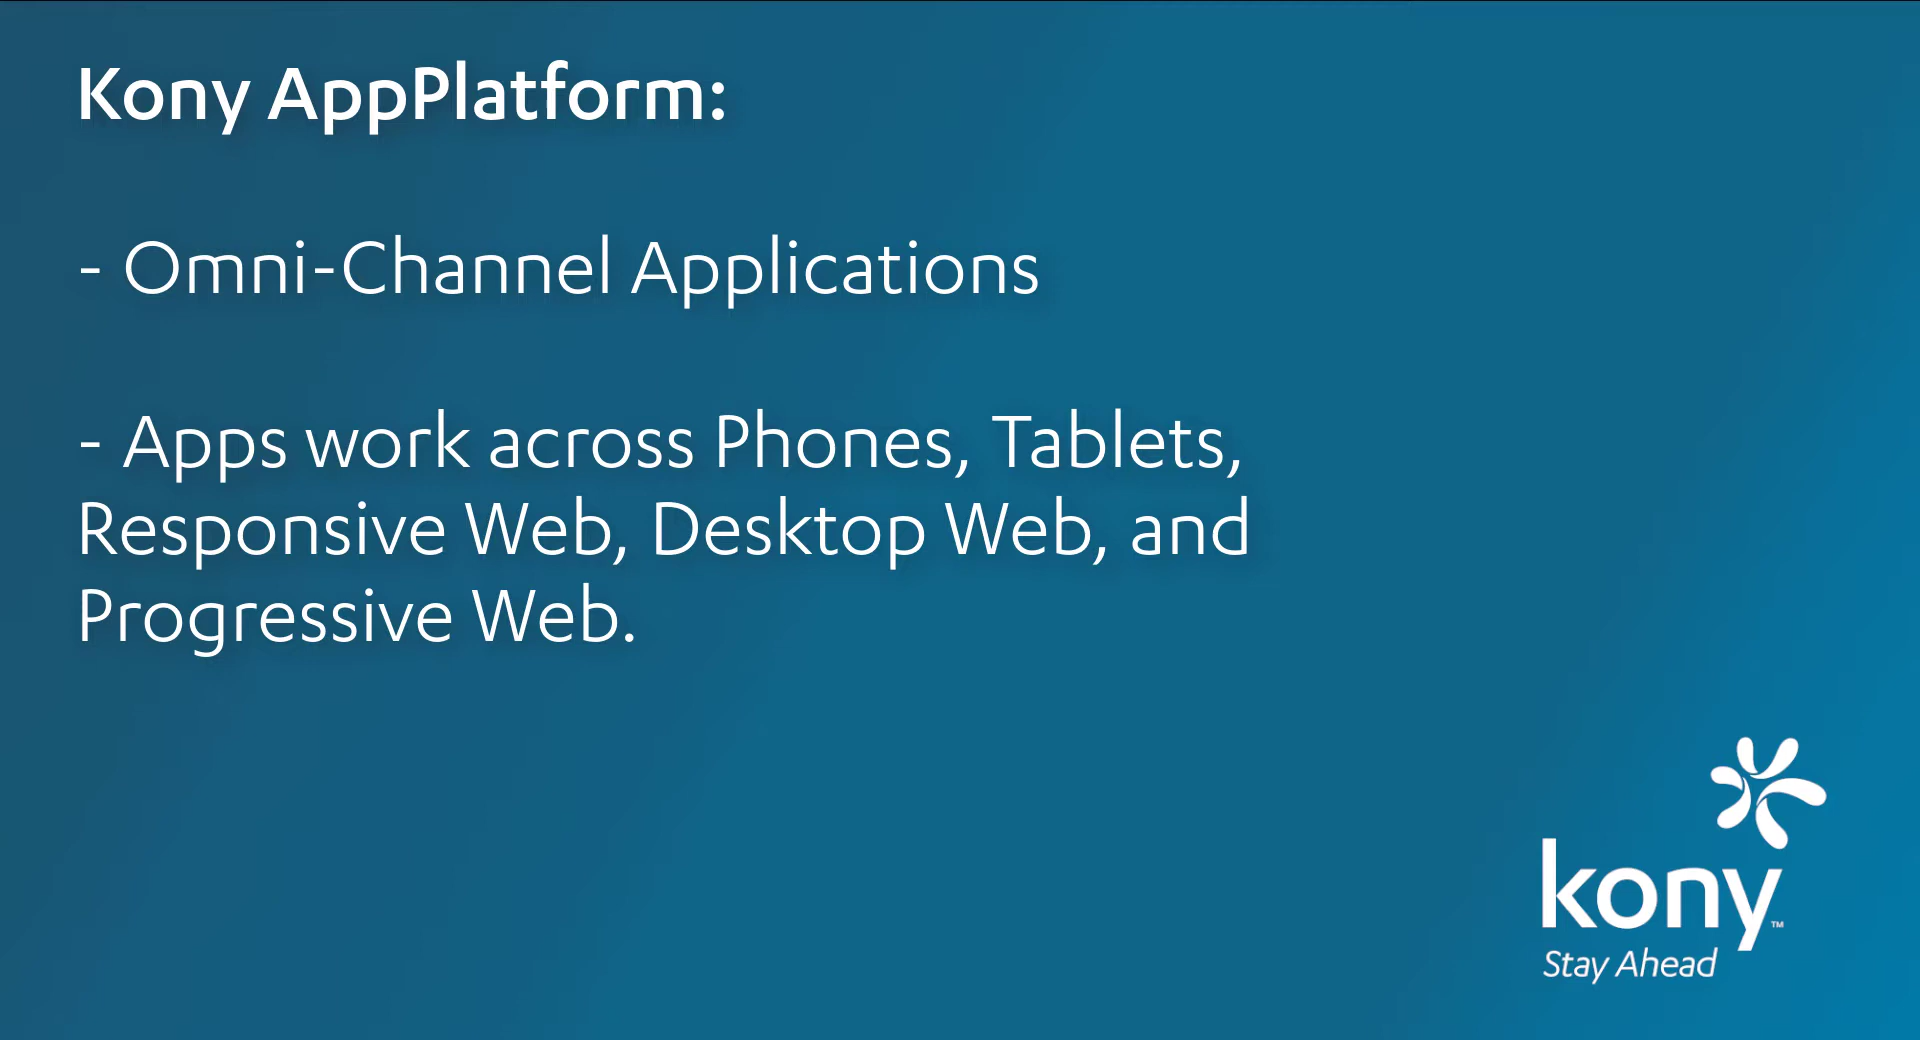 Kony AppPlatform:
- Omni-Channel Applications
- Apps work across Phones, Tablets,
Responsive Web, Desktop Web, and
Progressive Web.
kony™
Stay Ahead